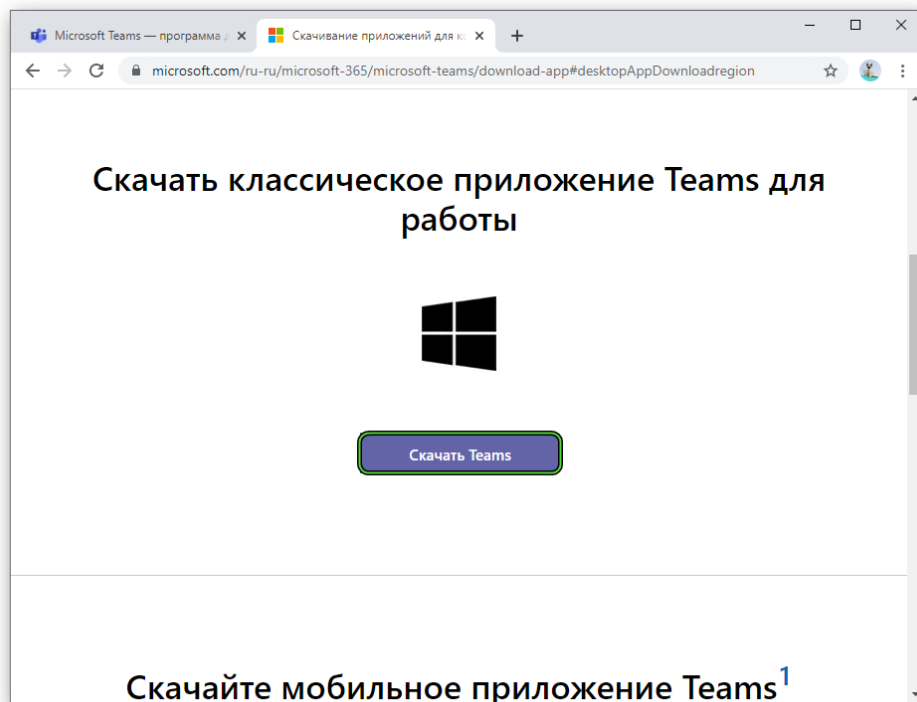 Microsoft Teams — программа д
Скачивание приложений для ко
microsoft.com/ru-ru/microsoft-365/microsoft-teams/download-app#desktopAppDownloadregion
Скачать классическое приложение Teams для
работы
Скачать Teams
Скачайте мобильное приложение Teams1